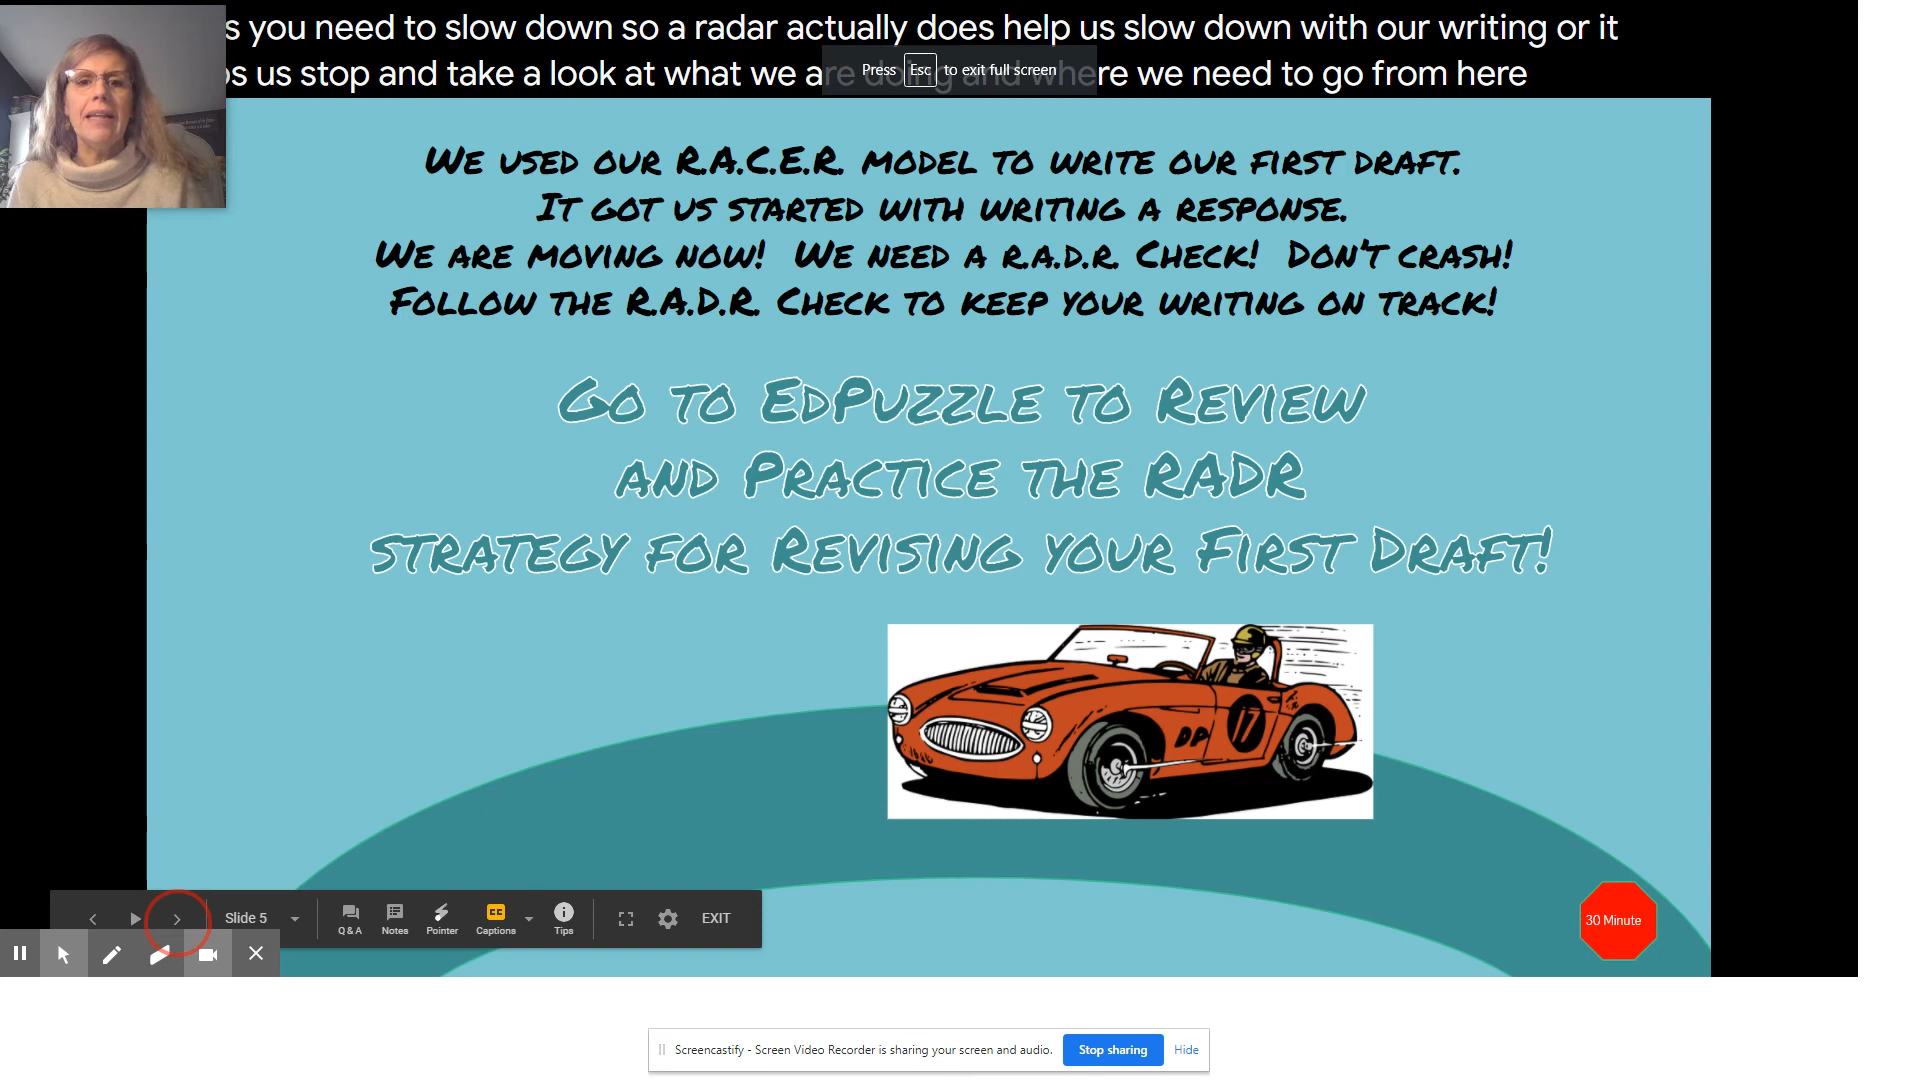 s you need to slow down so a radar actually does help us slow down with our writing or it
us stop and take a look at what we are doing and where we need to go from here
Press Esc to exit full screen
We used our R.A.C.E.R. model to write our first draft.
It got us started with writing a response.
We are moving now! We need a r.a.d.r. Check! Don't crash!
Follow the R.A.D.R. Check to keep your writing on track!
Go to EdPuzzle to Review
and Practice the RADR
strategy for Revising your First Draft!
17
DP
30 Minute
Slide 5
Q & A
Notes
Pointer
CC
Captions
Tips
EXIT
Screencastify - Screen Video Recorder is sharing your screen and audio.
Stop sharing
Hide